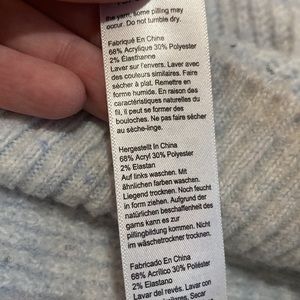 the yarn, some pilling may
occur. Do not tumble dry.
Fabriqué En China
68% Acrylique 30% Polyester
2% Élasthanne
Laver sur l'envers. Laver avec
des couleurs similaires. Faire
sécher à plat. Remettre en
forme humide. En raison des
caractéristiques naturelles du
fil, il peut se former des
bouloches. Ne pas faire sécher
au sèche-linge.
Hergestellt In China
68% Acryl 30% Polyester
2% Elastan
Auf links waschen. Mit
ähnlichen farben waschen.
Liegend trocknen. Noch feucht
in form ziehen. Aufgrund der
natürlichen beschaffenheit des
garns kann es zur
pillingbildung kommen. Nicht
im wäschetrockner trocknen.
Fabricado En China
68% Acrílico 30% Poliéster
2% Elastan
Lavar del revés. Lavar con